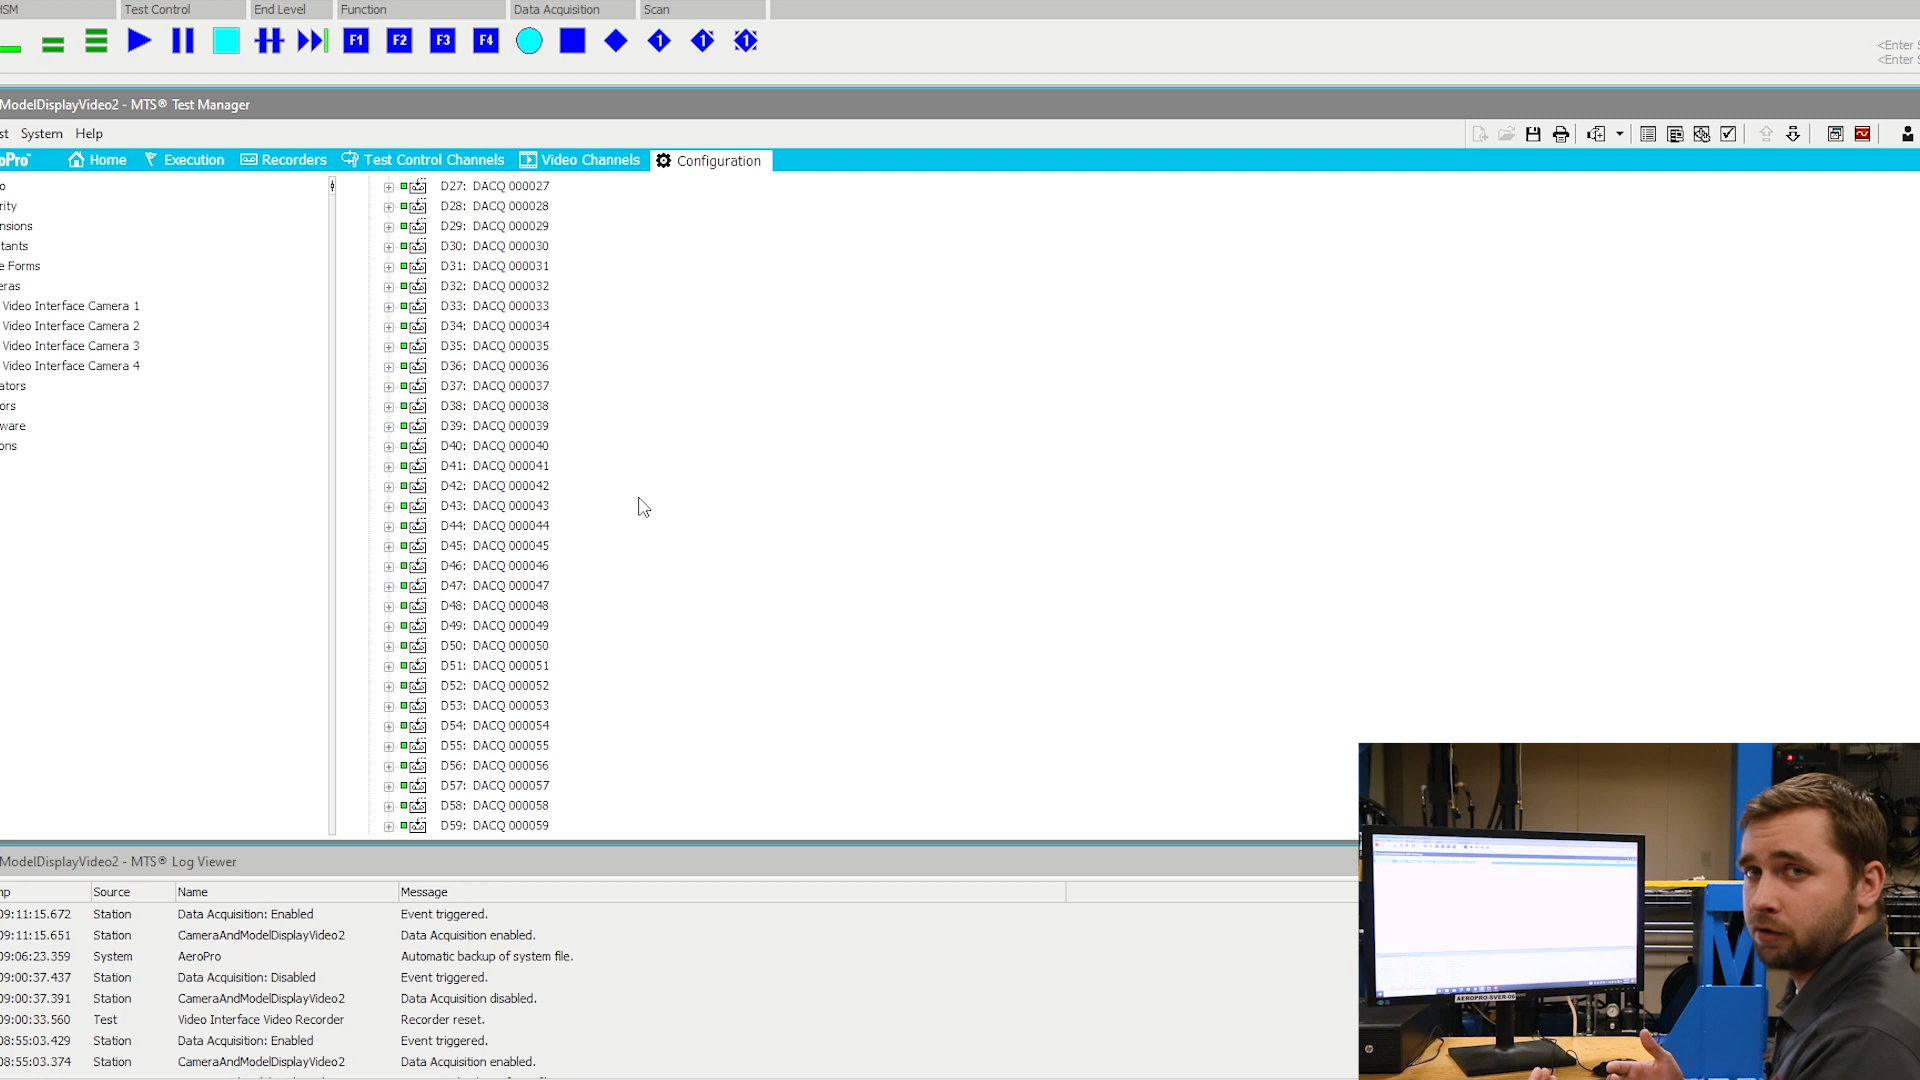 HSM Test Control End Level Function Data Acquisition Scan
F1 F2 F3 F4 1 1 1
<Enter S
<Enter S
ModelDisplayVideo2 - MTS® Test Manager
st System Help
oPro™ Home Execution Recorders Test Control Channels Video Channels Configuration
o
rity
ensions
tants
e Forms
eras
Video Interface Camera 1
Video Interface Camera 2
Video Interface Camera 3
Video Interface Camera 4
ators
ors
ware
ons
D27: DACQ 000027
D28: DACQ 000028
D29: DACQ 000029
D30: DACQ 000030
D31: DACQ 000031
D32: DACQ 000032
D33: DACQ 000033
D34: DACQ 000034
D35: DACQ 000035
D36: DACQ 000036
D37: DACQ 000037
D38: DACQ 000038
D39: DACQ 000039
D40: DACQ 000040
D41: DACQ 000041
D42: DACQ 000042
D43: DACQ 000043
D44: DACQ 000044
D45: DACQ 000045
D46: DACQ 000046
D47: DACQ 000047
D48: DACQ 000048
D49: DACQ 000049
D50: DACQ 000050
D51: DACQ 000051
D52: DACQ 000052
D53: DACQ 000053
D54: DACQ 000054
D55: DACQ 000055
D56: DACQ 000056
D57: DACQ 000057
D58: DACQ 000058
D59: DACQ 000059
ModelDisplayVideo2 - MTS® Log Viewer
mp Source Name Message
09:11:15.672 Station Data Acquisition: Enabled Event triggered.
09:11:15.651 Station CameraAndModelDisplayVideo2 Data Acquisition enabled.
09:06:23.359 System AeroPro Automatic backup of system file.
09:00:37.437 Station Data Acquisition: Disabled Event triggered.
09:00:37.391 Station CameraAndModelDisplayVideo2 Data Acquisition disabled.
09:00:33.560 Test Video Interface Video Recorder Recorder reset.
08:55:03.429 Station Data Acquisition: Enabled Event triggered.
08:55:03.374 Station CameraAndModelDisplayVideo2 Data Acquisition enabled.
AEROPRO-SVER-06
hp
M